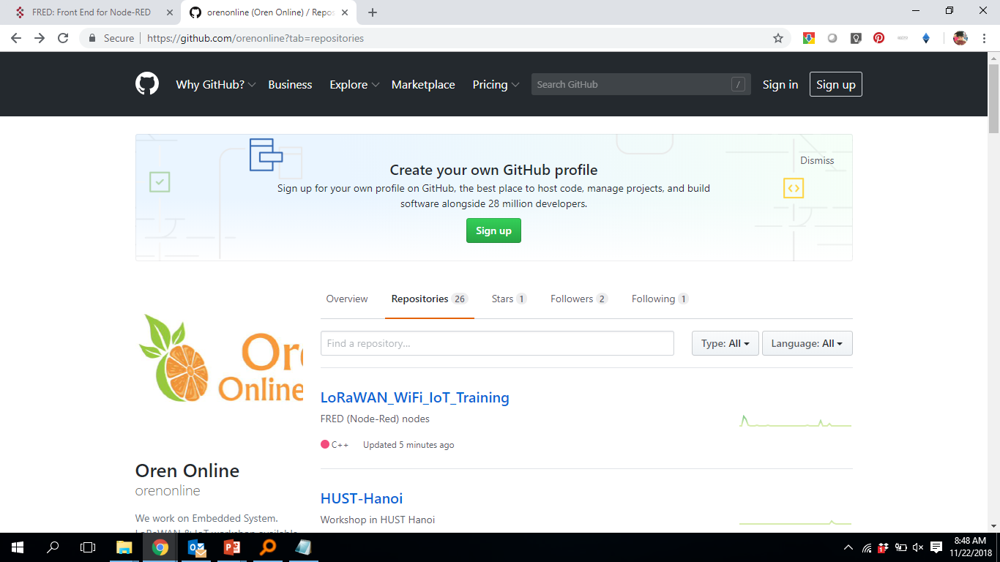 FRED: Front End for Node-RED
orenonline (Oren Online) / Repos
Secure
https://github.com/orenonline?tab=repositories
Why GitHub? Business Explore Marketplace Pricing
Search GitHub /
Sign in Sign up
Dismiss
Create your own GitHub profile
Sign up for your own profile on GitHub, the best place to host code, manage projects, and build
software alongside 28 million developers.
Sign up
Overview Repositories 26 Stars 1 Followers 2 Following 1
Find a repository...
Type: All Language: All
Online
LoRaWAN_WiFi_IoT_Training
FRED (Node-Red) nodes
C++ Updated 5 minutes ago
Oren Online
orenonline
We work on Embedded System.
LoRaWAN & IoT workshop available
HUST-Hanoi
Workshop in HUST Hanoi
8:48 AM
11/22/2018